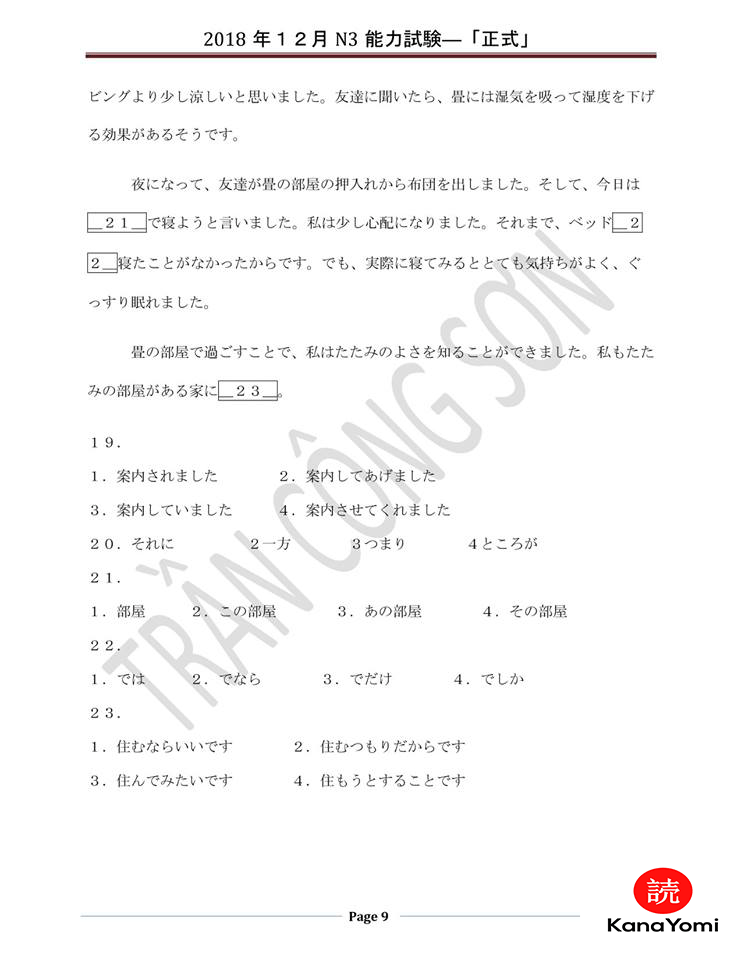 2018 年１２月 N3 能力試験―「正式」
ビングより少し涼しいと思いました。友達に聞いたら、畳には湿気を吸って湿度を下げ
る効果があるそうです。
夜になって、友達が畳の部屋の押入れから布団を出しました。そして、今日は
＿２１＿で寝ようと言いました。私は少し心配になりました。それまで、ベッド＿２
２＿寝たことがなかったからです。でも、実際に寝てみるととても気持ちがよく、ぐ
っすり眠れました。
畳の部屋で過ごすことで、私はたたみのよさを知ることができました。私もたた
みの部屋がある家に＿２３＿。
１９．
１．案内されました　２．案内してあげました
３．案内していました　４．案内させてくれました
２０．それに　２一方　３つまり　４ところが
２１．
１．部屋　２．この部屋　３．あの部屋　４．その部屋
２２．
１．では　２．でなら　３．でだけ　４．でしか
２３．
１．住むならいいです　２．住むつもりだからです
３．住んでみたいです　４．住もうとすることです
TRẦN CÔNG SƠN
Page 9
読
KanaYomi